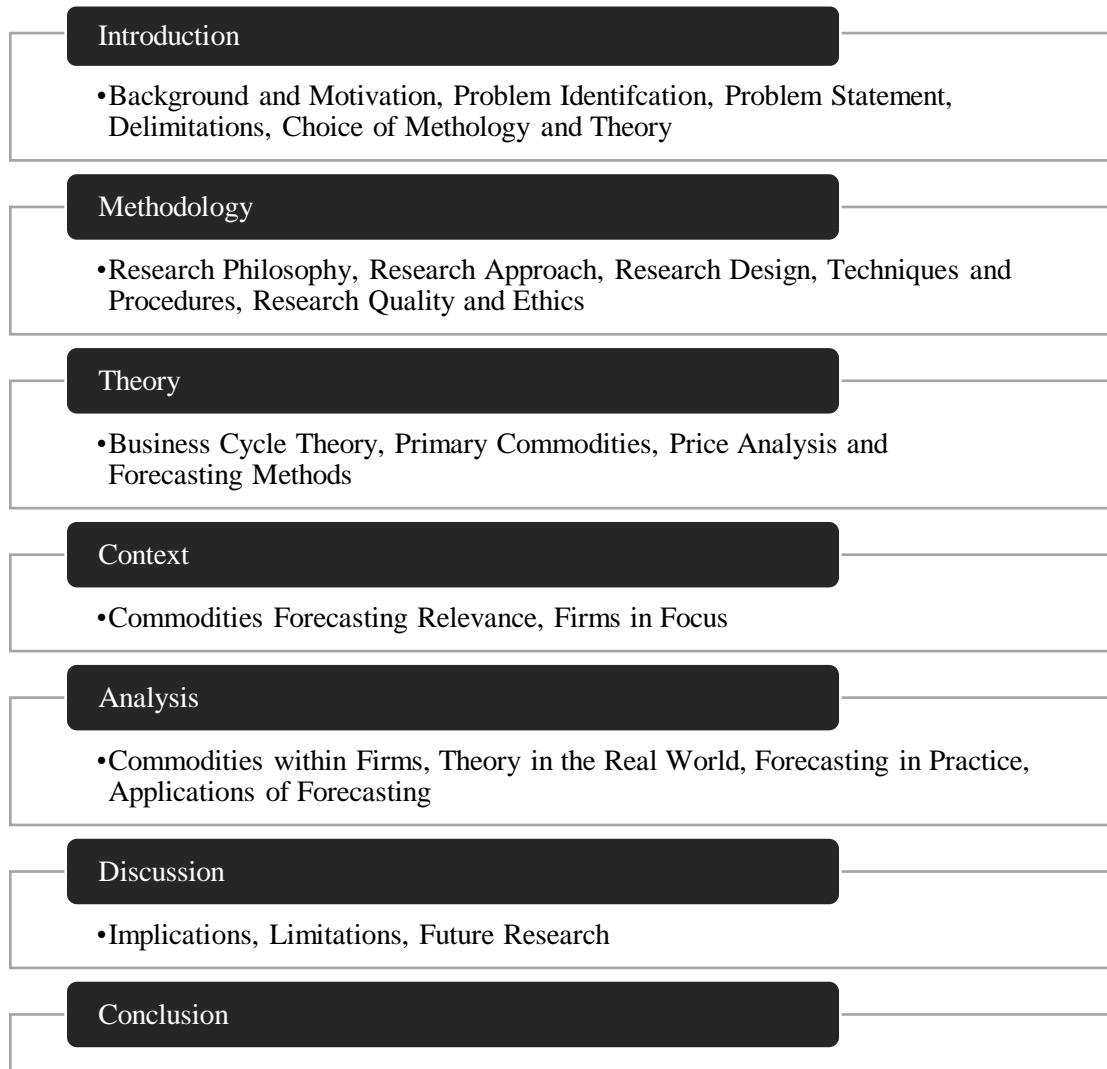 Introduction
•Background and Motivation, Problem Identifcation, Problem Statement,
Delimitations, Choice of Methology and Theory
Methodology
•Research Philosophy, Research Approach, Research Design, Techniques and
Procedures, Research Quality and Ethics
Theory
•Business Cycle Theory, Primary Commodities, Price Analysis and
Forecasting Methods
Context
•Commodities Forecasting Relevance, Firms in Focus
Analysis
•Commodities within Firms, Theory in the Real World, Forecasting in Practice,
Applications of Forecasting
Discussion
•Implications, Limitations, Future Research
Conclusion